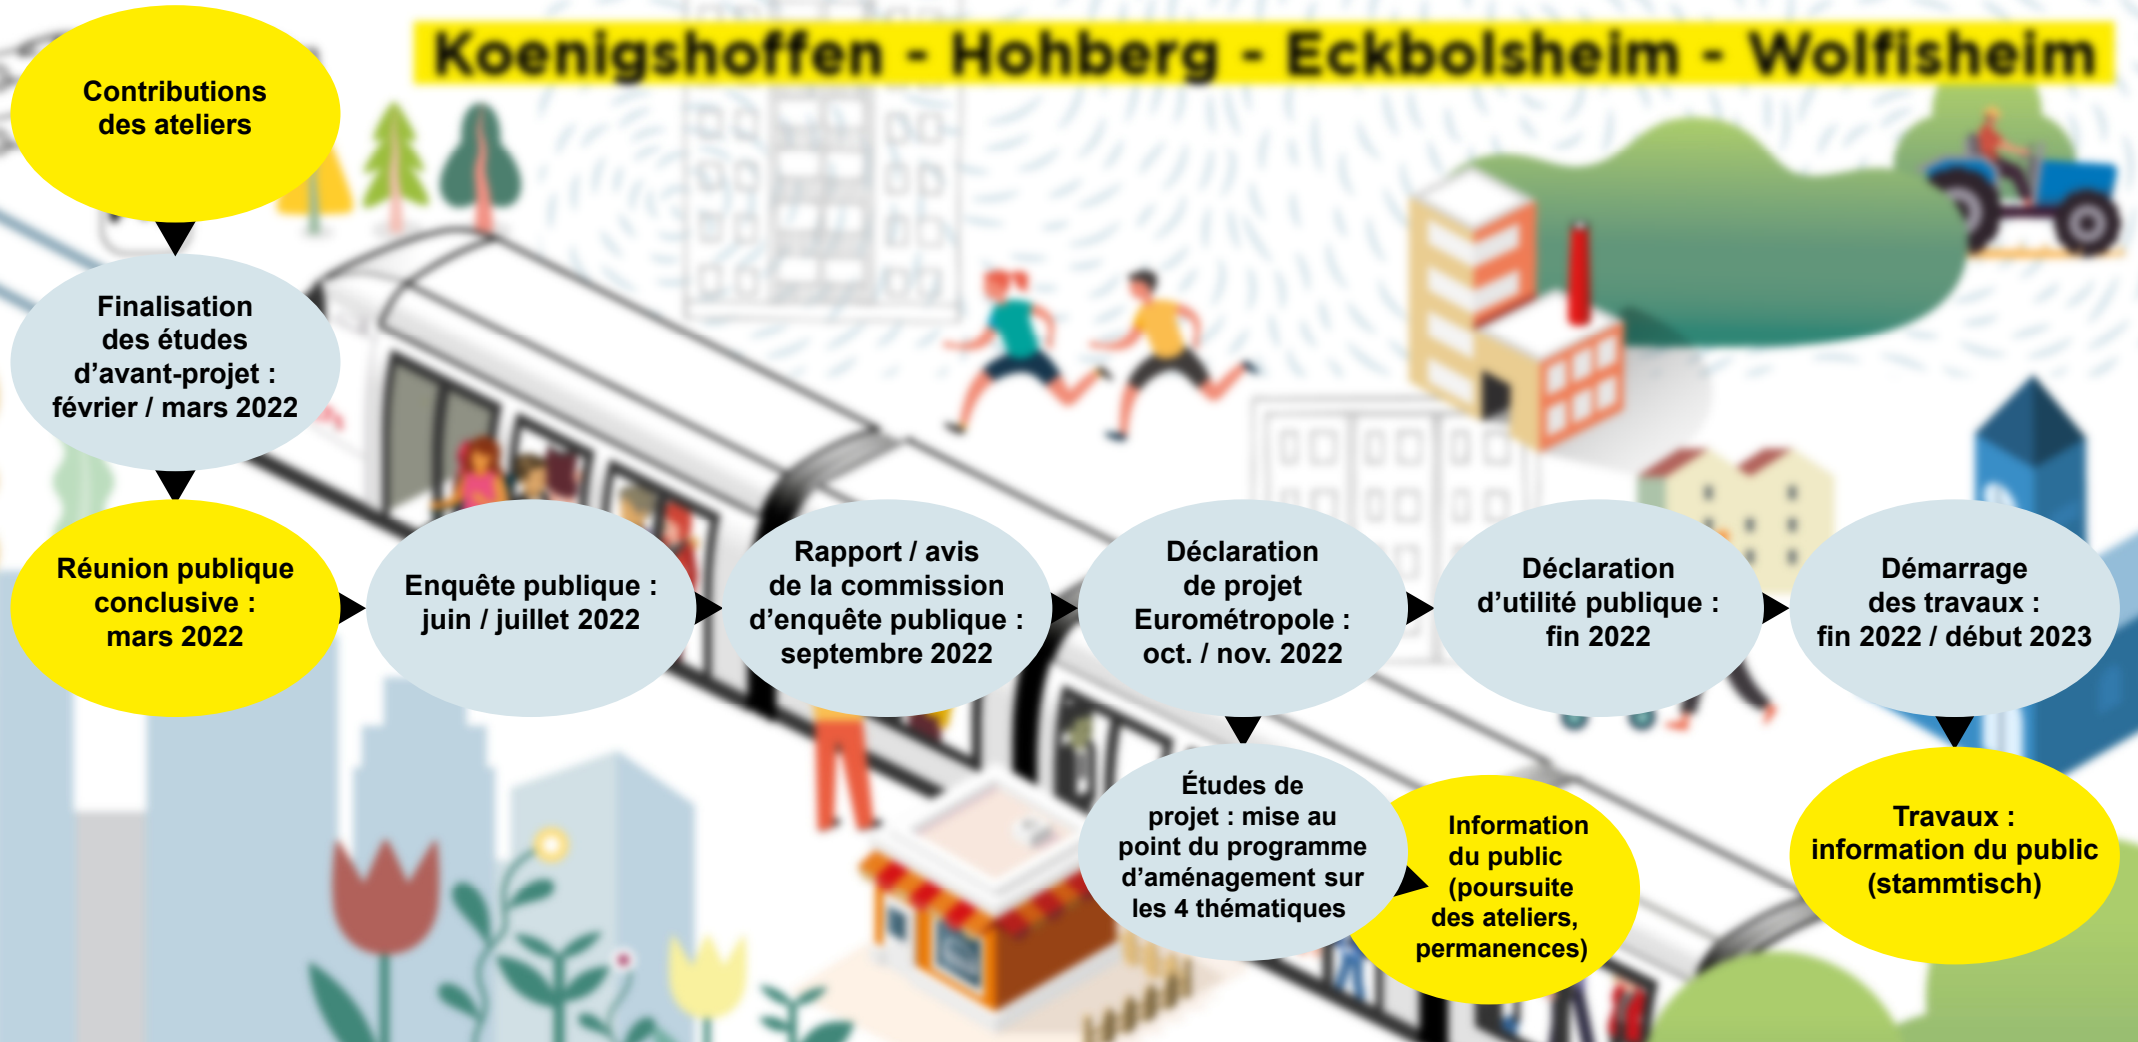 Koenigshoffen - Hohberg - Eckbolsheim - Wolfisheim
Contributions
des ateliers
Finalisation
des études
d’avant-projet :
février / mars 2022
Réunion publique
conclusive :
mars 2022
Enquête publique :
juin / juillet 2022
Rapport / avis
de la commission
d’enquête publique :
septembre 2022
Déclaration
de projet
Eurométropole :
oct. / nov. 2022
Déclaration
d’utilité publique :
fin 2022
Démarrage
des travaux :
fin 2022 / début 2023
Études de
projet : mise au
point du programme
d’aménagement sur
les 4 thématiques
Information
du public
(poursuite
des ateliers,
permanences)
Travaux :
information du public
(stammtisch)